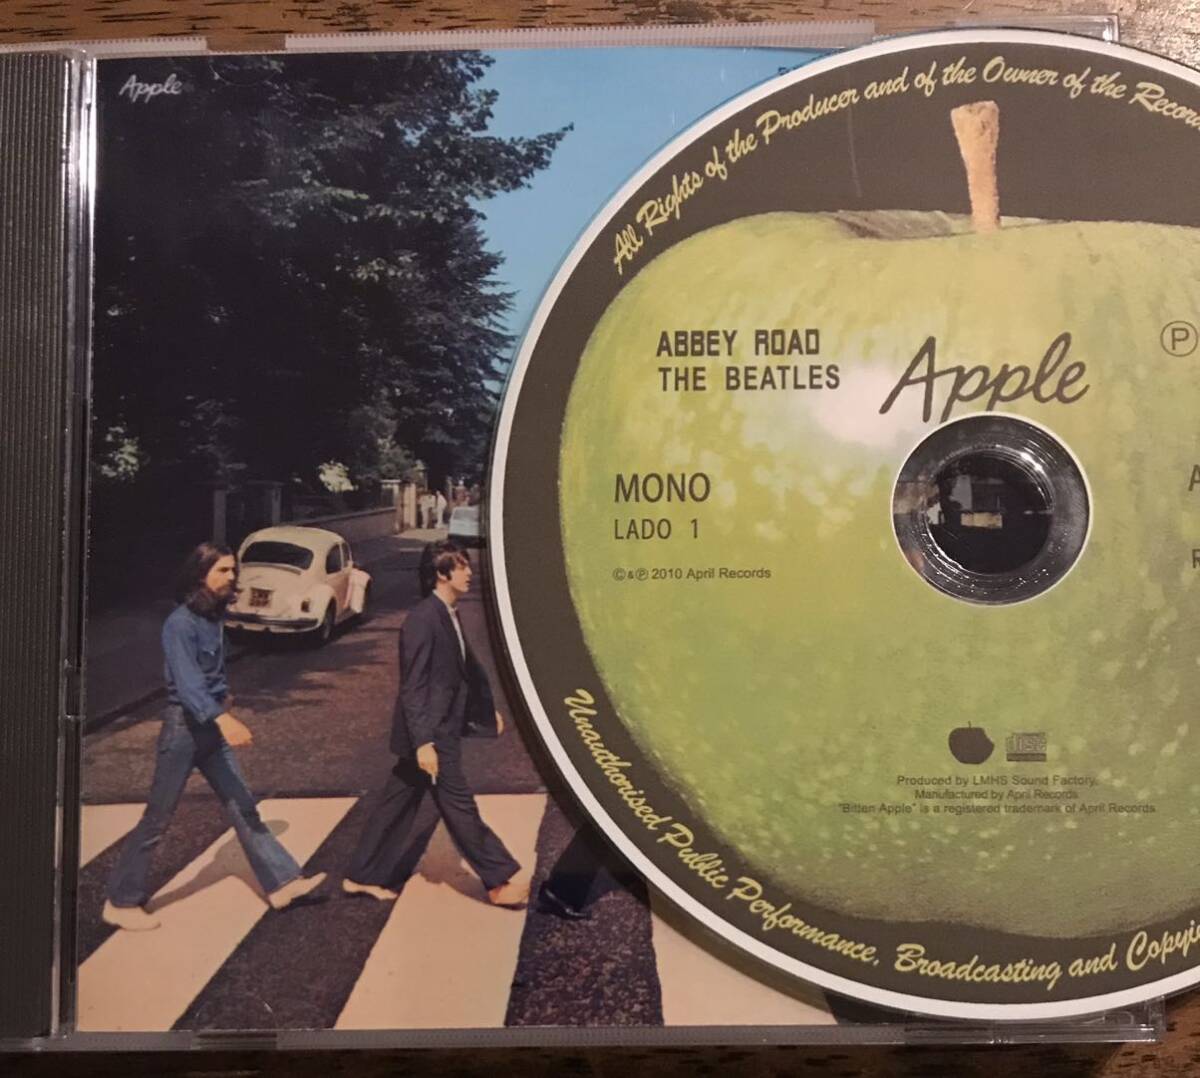 Apple
All Rights of the Producer and of the Owner of the
ABBEY ROAD
THE BEATLES
Apple
Ⓟ
MONO
LADO 1
©&Ⓟ 2010 April Records
disc
Produced by LMHS Sound Factory.
Manufactured by April Records
"Bitten Apple" is a registered trademark of April Records
Unauthorised Public Performance, Broadcasting and